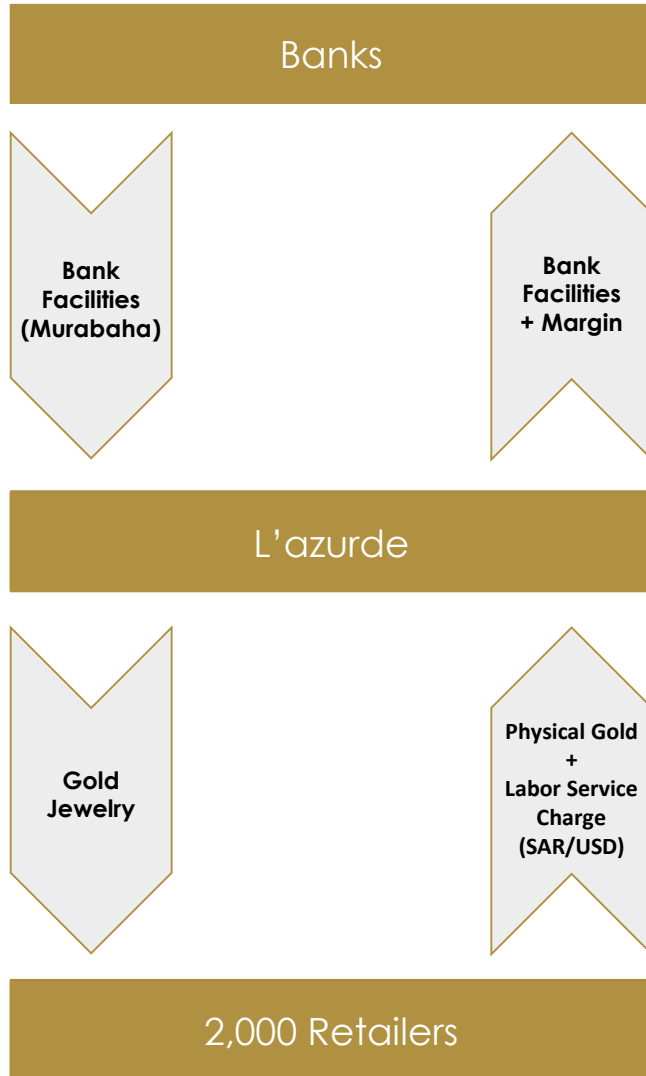 Banks
Bank
Facilities
(Murabaha)
Bank
Facilities
+ Margin
L’azurde
Gold
Jewelry
Physical Gold
+
Labor Service
Charge
(SAR/USD)
2,000 Retailers